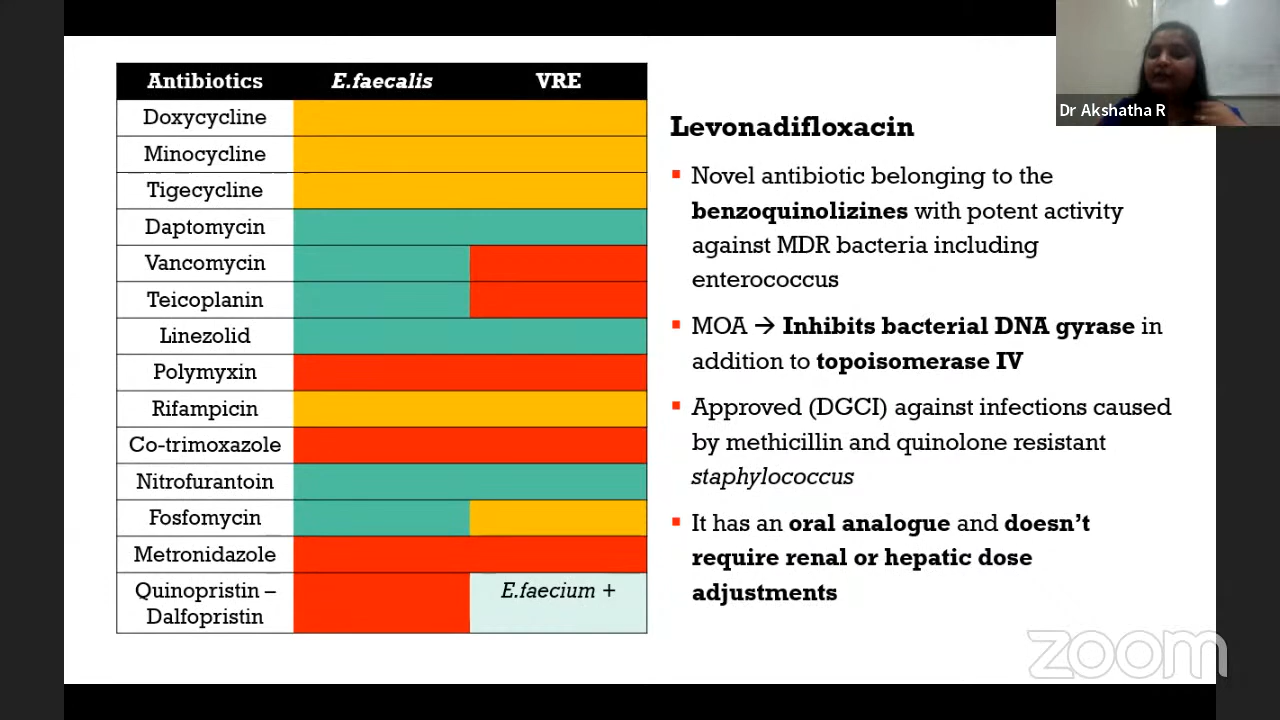 Antibiotics E.faecalis VRE
Doxycycline
Minocycline
Tigecycline
Daptomycin
Vancomycin
Teicoplanin
Linezolid
Polymyxin
Rifampicin
Co-trimoxazole
Nitrofurantoin
Fosfomycin
Metronidazole
Quinopristin – E.faecium +
Dalfopristin
Levonadifloxacin
Novel antibiotic belonging to the
benzoquinolizines with potent activity
against MDR bacteria including
enterococcus
MOA → Inhibits bacterial DNA gyrase in
addition to topoisomerase IV
Approved (DGCI) against infections caused
by methicillin and quinolone resistant
staphylococcus
It has an oral analogue and doesn't
require renal or hepatic dose
adjustments
Dr Akshatha R
zoom